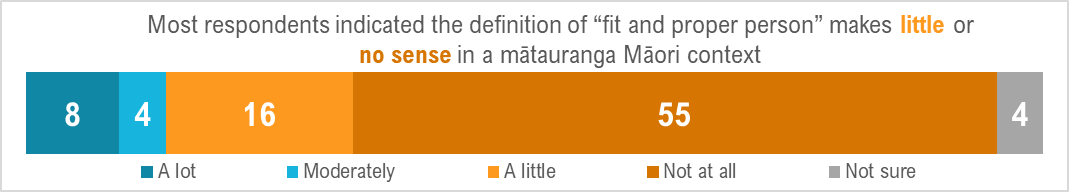 Most respondents indicated the definition of “fit and proper person” makes little or
no sense in a mātauranga Māori context
8 4 16 55 4
A lot Moderately A little Not at all Not sure